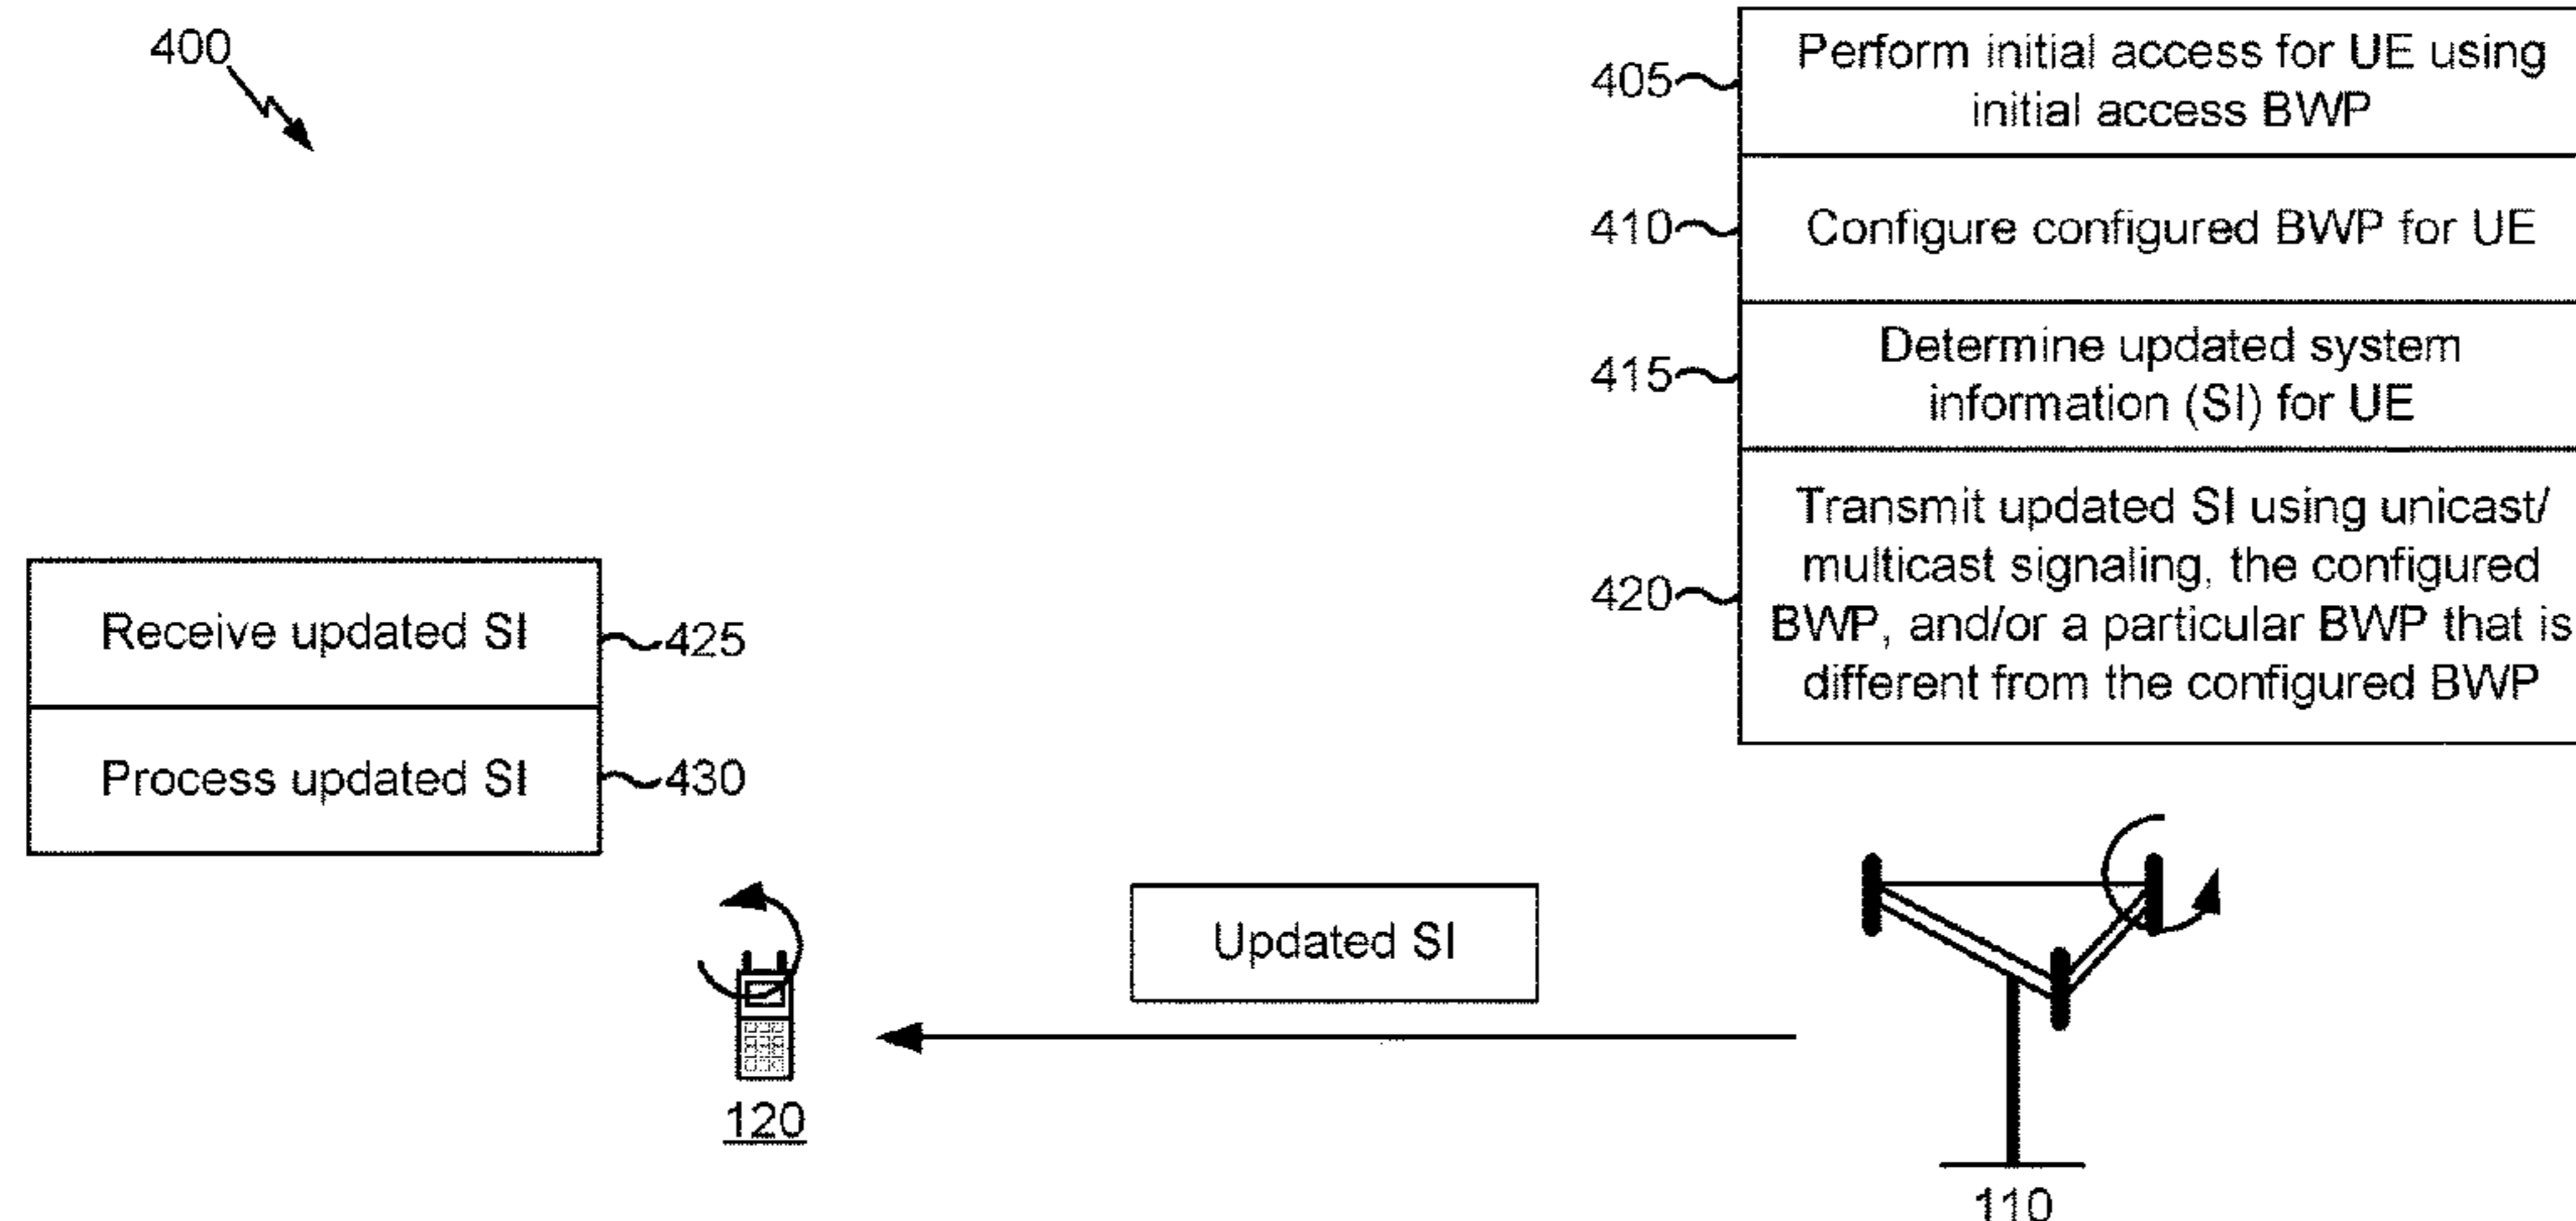 400
405
Perform initial access for UE using
initial access BWP
410
Configure configured BWP for UE
415
Determine updated system
information (SI) for UE
420
Transmit updated SI using unicast/
multicast signaling, the configured
BWP, and/or a particular BWP that is
different from the configured BWP
Receive updated SI
425
Process updated SI
430
Updated SI
120
110